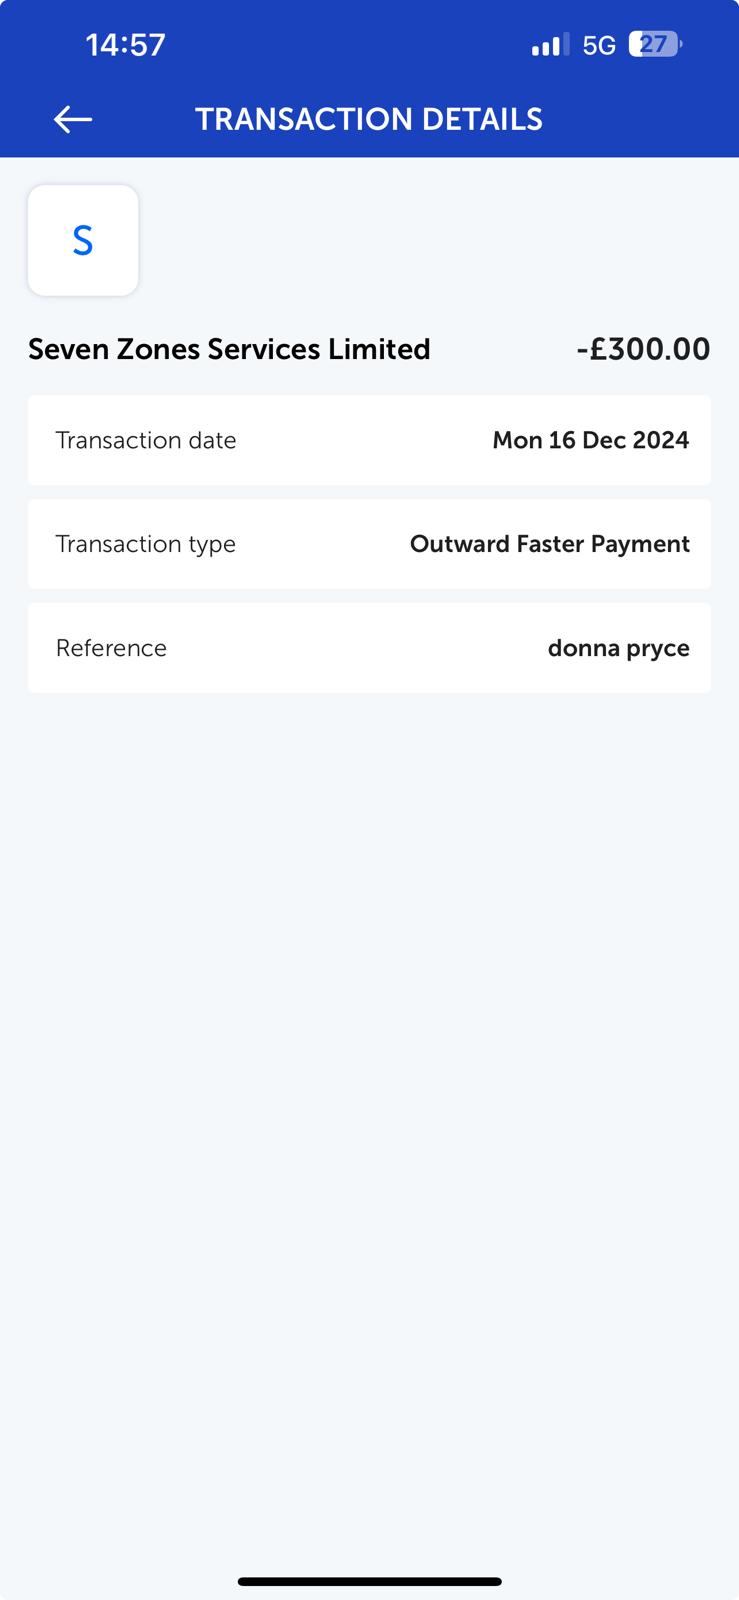 14:57 5G 27
TRANSACTION DETAILS
S
Seven Zones Services Limited -£300.00
Transaction date Mon 16 Dec 2024
Transaction type Outward Faster Payment
Reference donna pryce